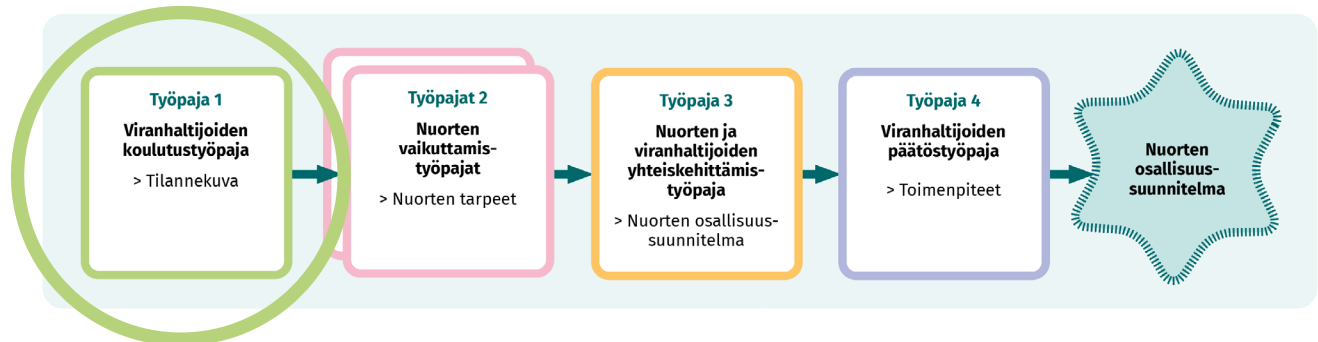 Työpaja 1
Viranhaltijoiden
koulutustyöpaja
> Tilannekuva
Työpajat 2
Nuorten
vaikuttamis-
työpajat
> Nuorten tarpeet
Työpaja 3
Nuorten ja
viranhaltijoiden
yhteiskehittämis-
työpaja
> Nuorten osallisuus-
suunnitelma
Työpaja 4
Viranhaltijoiden
päätöstyöpaja
> Toimenpiteet
Nuorten
osallisuus-
suunnitelma